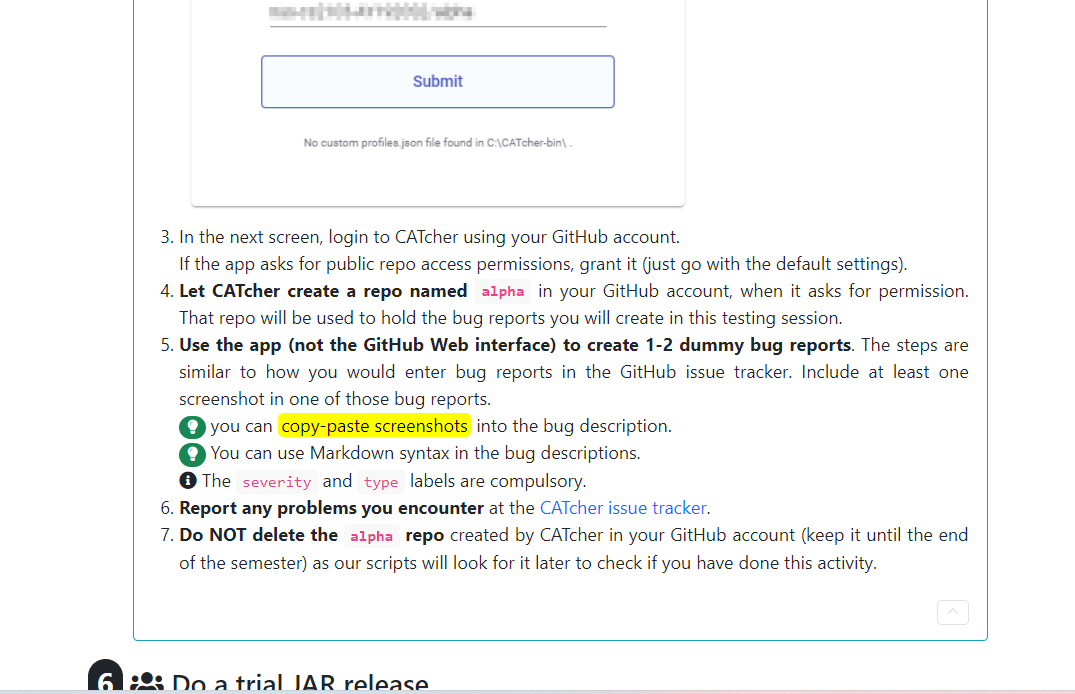 Submit
No custom profiles.json file found in C:\CATcher-bin\ .
3. In the next screen, login to CATcher using your GitHub account.
If the app asks for public repo access permissions, grant it (just go with the default settings).
4. Let CATcher create a repo named alpha in your GitHub account, when it asks for permission.
That repo will be used to hold the bug reports you will create in this testing session.
5. Use the app (not the GitHub Web interface) to create 1-2 dummy bug reports. The steps are
similar to how you would enter bug reports in the GitHub issue tracker. Include at least one
screenshot in one of those bug reports.
you can copy-paste screenshots into the bug description.
You can use Markdown syntax in the bug descriptions.
The severity and type labels are compulsory.
6. Report any problems you encounter at the CATcher issue tracker.
7. Do NOT delete the alpha repo created by CATcher in your GitHub account (keep it until the end
of the semester) as our scripts will look for it later to check if you have done this activity.
6 Do a trial JAR release